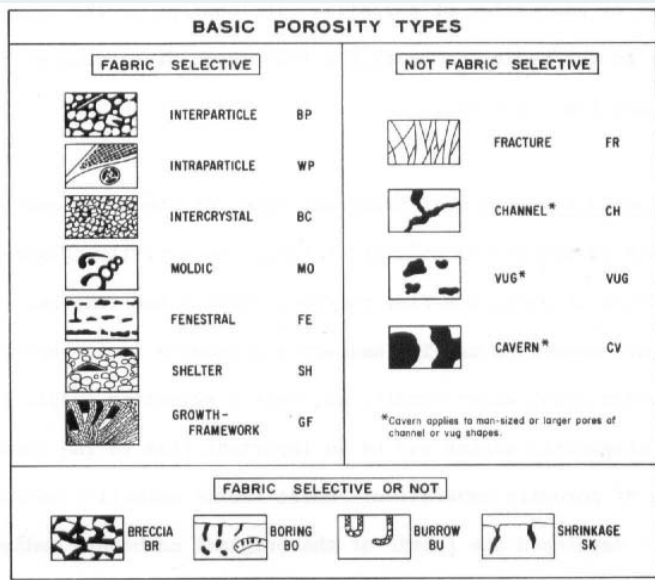 BASIC POROSITY TYPES
FABRIC SELECTIVE
INTERPARTICLE BP
INTRAPARTICLE WP
INTERCRYSTAL BC
MOLDIC MO
FENESTRAL FE
SHELTER SH
GROWTH-
FRAMEWORK GF
NOT FABRIC SELECTIVE
FRACTURE FR
CHANNEL* CH
VUG* VUG
CAVERN* CV
*Cavern applies to man-sized or larger pores of
channel or vug shapes.
FABRIC SELECTIVE OR NOT
BRECCIA
BR
BORING
BO
BURROW
BU
SHRINKAGE
SK